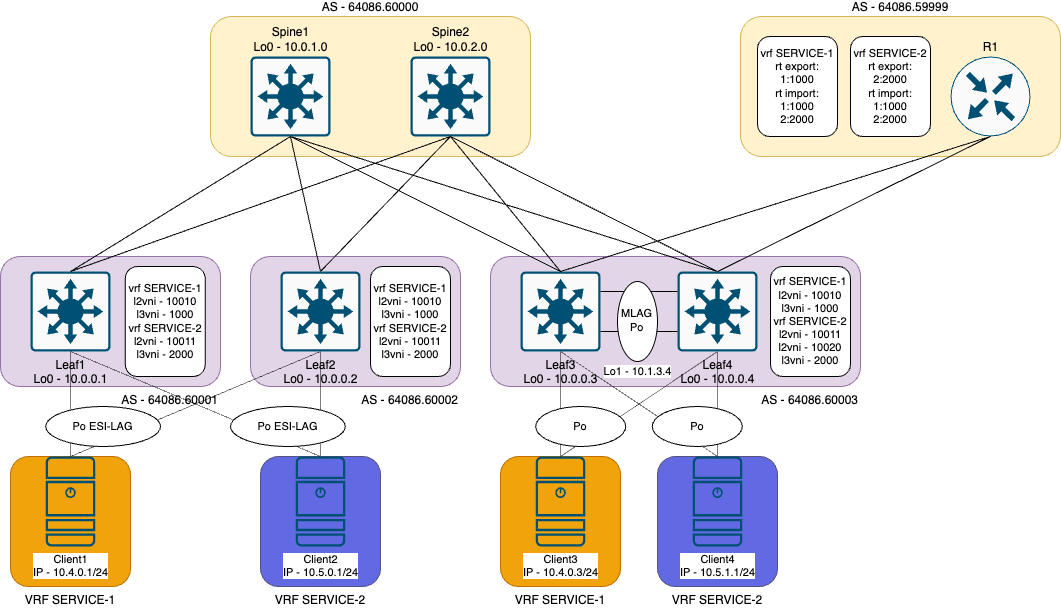 AS - 64086.60000
AS - 64086.59999
Spine1
Lo0 - 10.0.1.0
Spine2
Lo0 - 10.0.2.0
vrf SERVICE-1
rt export:
1:1000
rt import:
1:1000
2:2000
vrf SERVICE-2
rt export:
2:2000
rt import:
1:1000
2:2000
R1
vrf SERVICE-1
l2vni - 10010
l3vni - 1000
vrf SERVICE-2
l2vni - 10011
l3vni - 2000
Leaf1
Lo0 - 10.0.0.1
AS - 64086.60001
vrf SERVICE-1
l2vni - 10010
l3vni - 1000
vrf SERVICE-2
l2vni - 10011
l3vni - 2000
Leaf2
Lo0 - 10.0.0.2
AS - 64086.60002
MLAG
Po
Lo1 - 10.1.3.4
Leaf3
Lo0 - 10.0.0.3
Leaf4
Lo0 - 10.0.0.4
vrf SERVICE-1
l2vni - 10010
l3vni - 1000
vrf SERVICE-2
l2vni - 10011
l2vni - 10020
l3vni - 2000
AS - 64086.60003
Po ESI-LAG
Po ESI-LAG
Po
Po
Client1
IP - 10.4.0.1/24
Client2
IP - 10.5.0.1/24
Client3
IP - 10.4.0.3/24
Client4
IP - 10.5.1.1/24
VRF SERVICE-1
VRF SERVICE-2
VRF SERVICE-1
VRF SERVICE-2